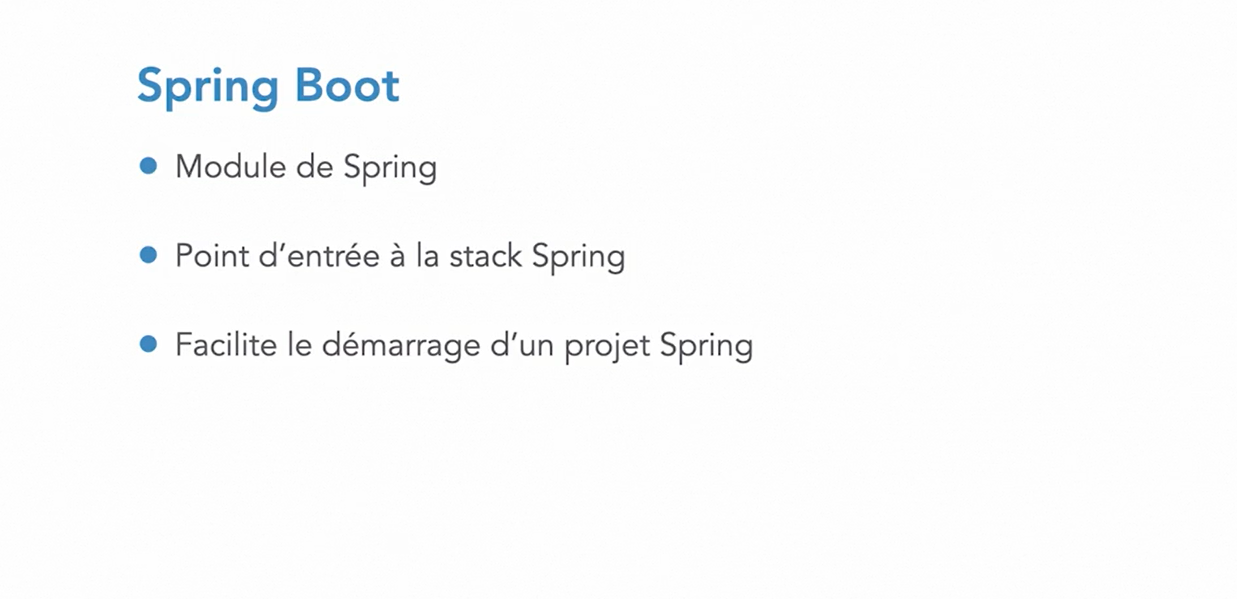 Spring Boot
Module de Spring
Point d’entrée à la stack Spring
Facilite le démarrage d’un projet Spring